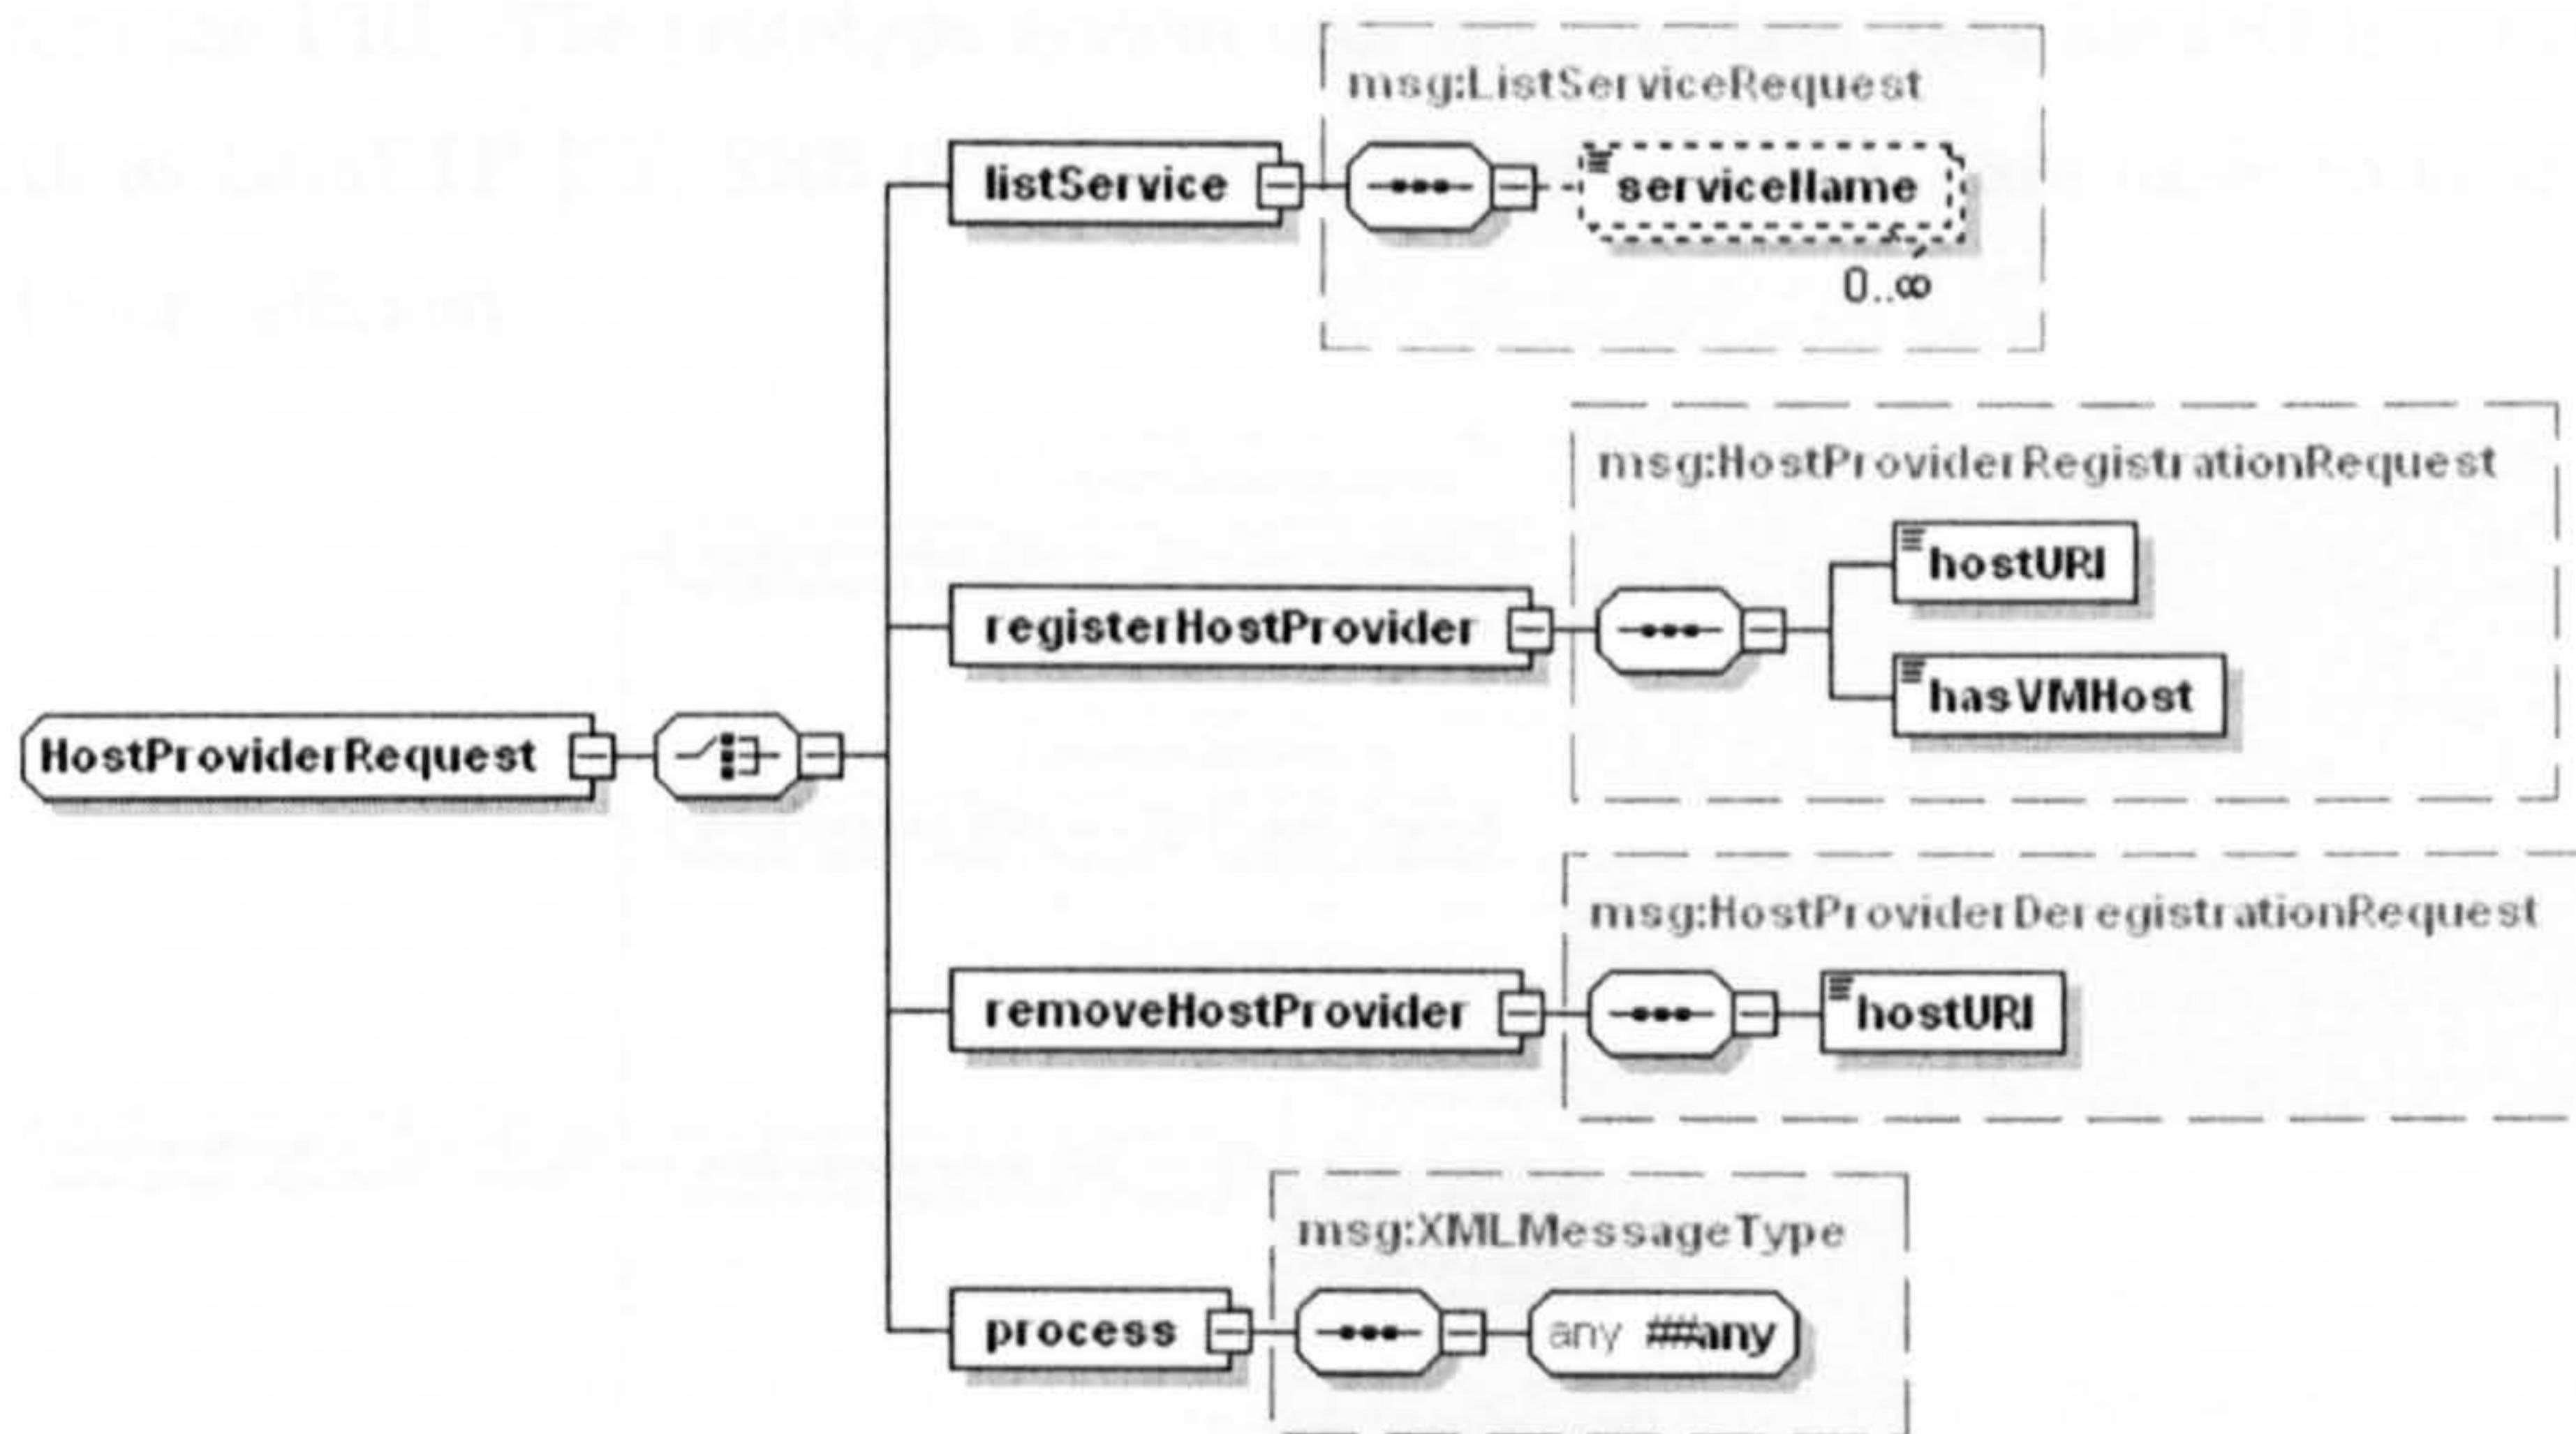 msg:ListServiceRequest
listService
serviceName
0..∞
msg:HostProviderRegistrationRequest
hostURI
registerHostProvider
hasVMHost
HostProviderRequest
msg:HostProviderDeregistrationRequest
removeHostProvider
hostURI
msg:XMLMessageType
process
any ##any